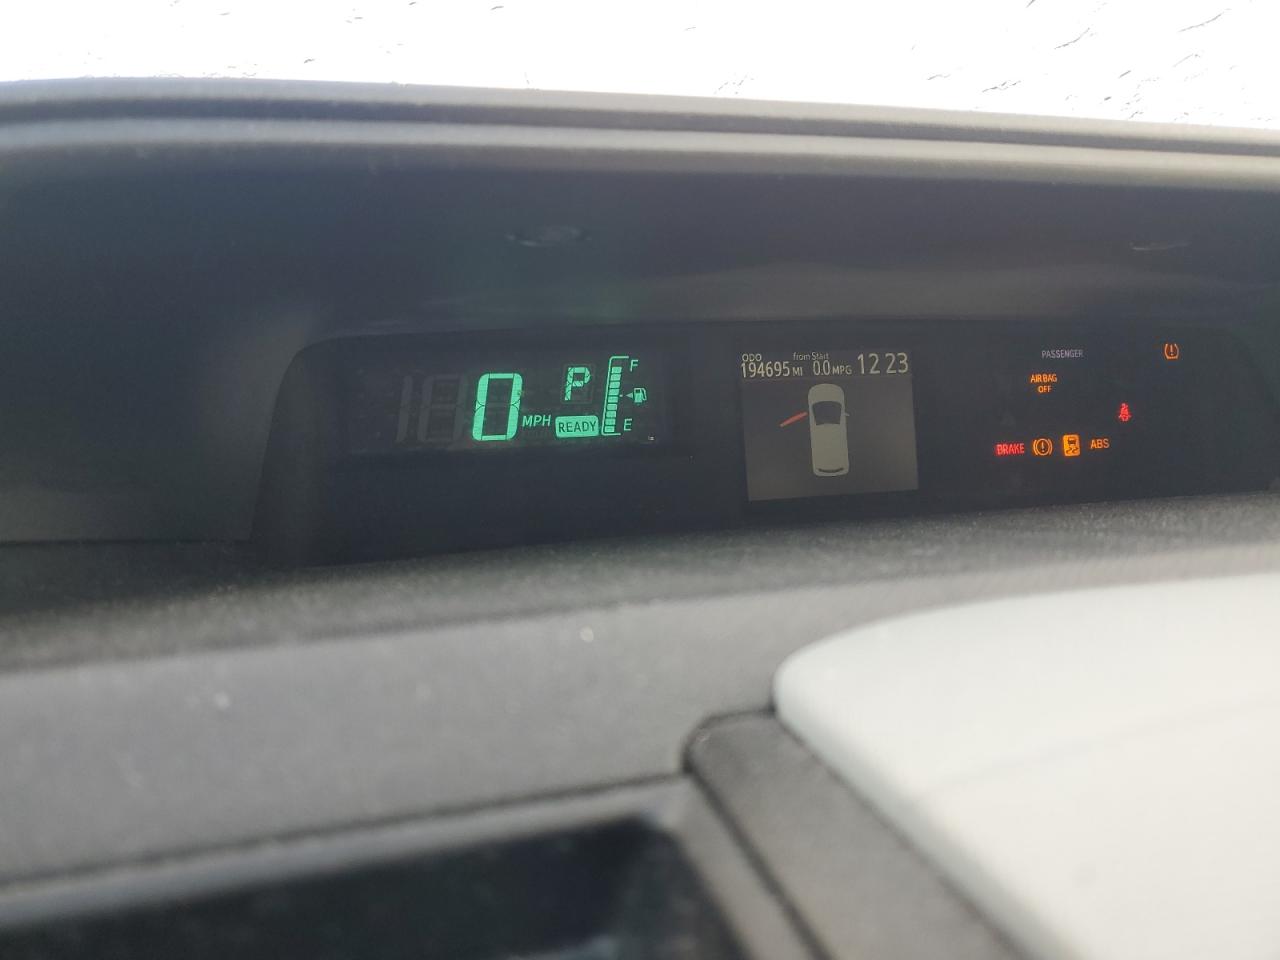 0 MPH
P
READY
F
E
ODO
194695 MI
from Start
0.0 MPG
12 23
PASSENGER
AIR BAG
OFF
BRAKE
ABS